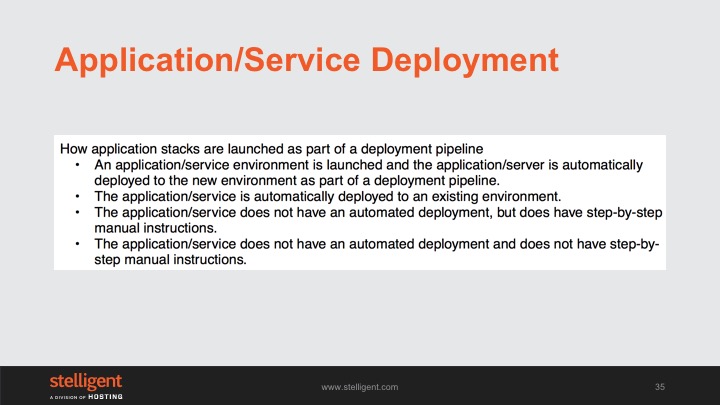 Application/Service Deployment
How application stacks are launched as part of a deployment pipeline
• An application/service environment is launched and the application/server is automatically
deployed to the new environment as part of a deployment pipeline.
• The application/service is automatically deployed to an existing environment.
• The application/service does not have an automated deployment, but does have step-by-step
manual instructions.
• The application/service does not have an automated deployment and does not have step-by-
step manual instructions.
stelligent
A DIVISION OF HOSTING
www.stelligent.com
35